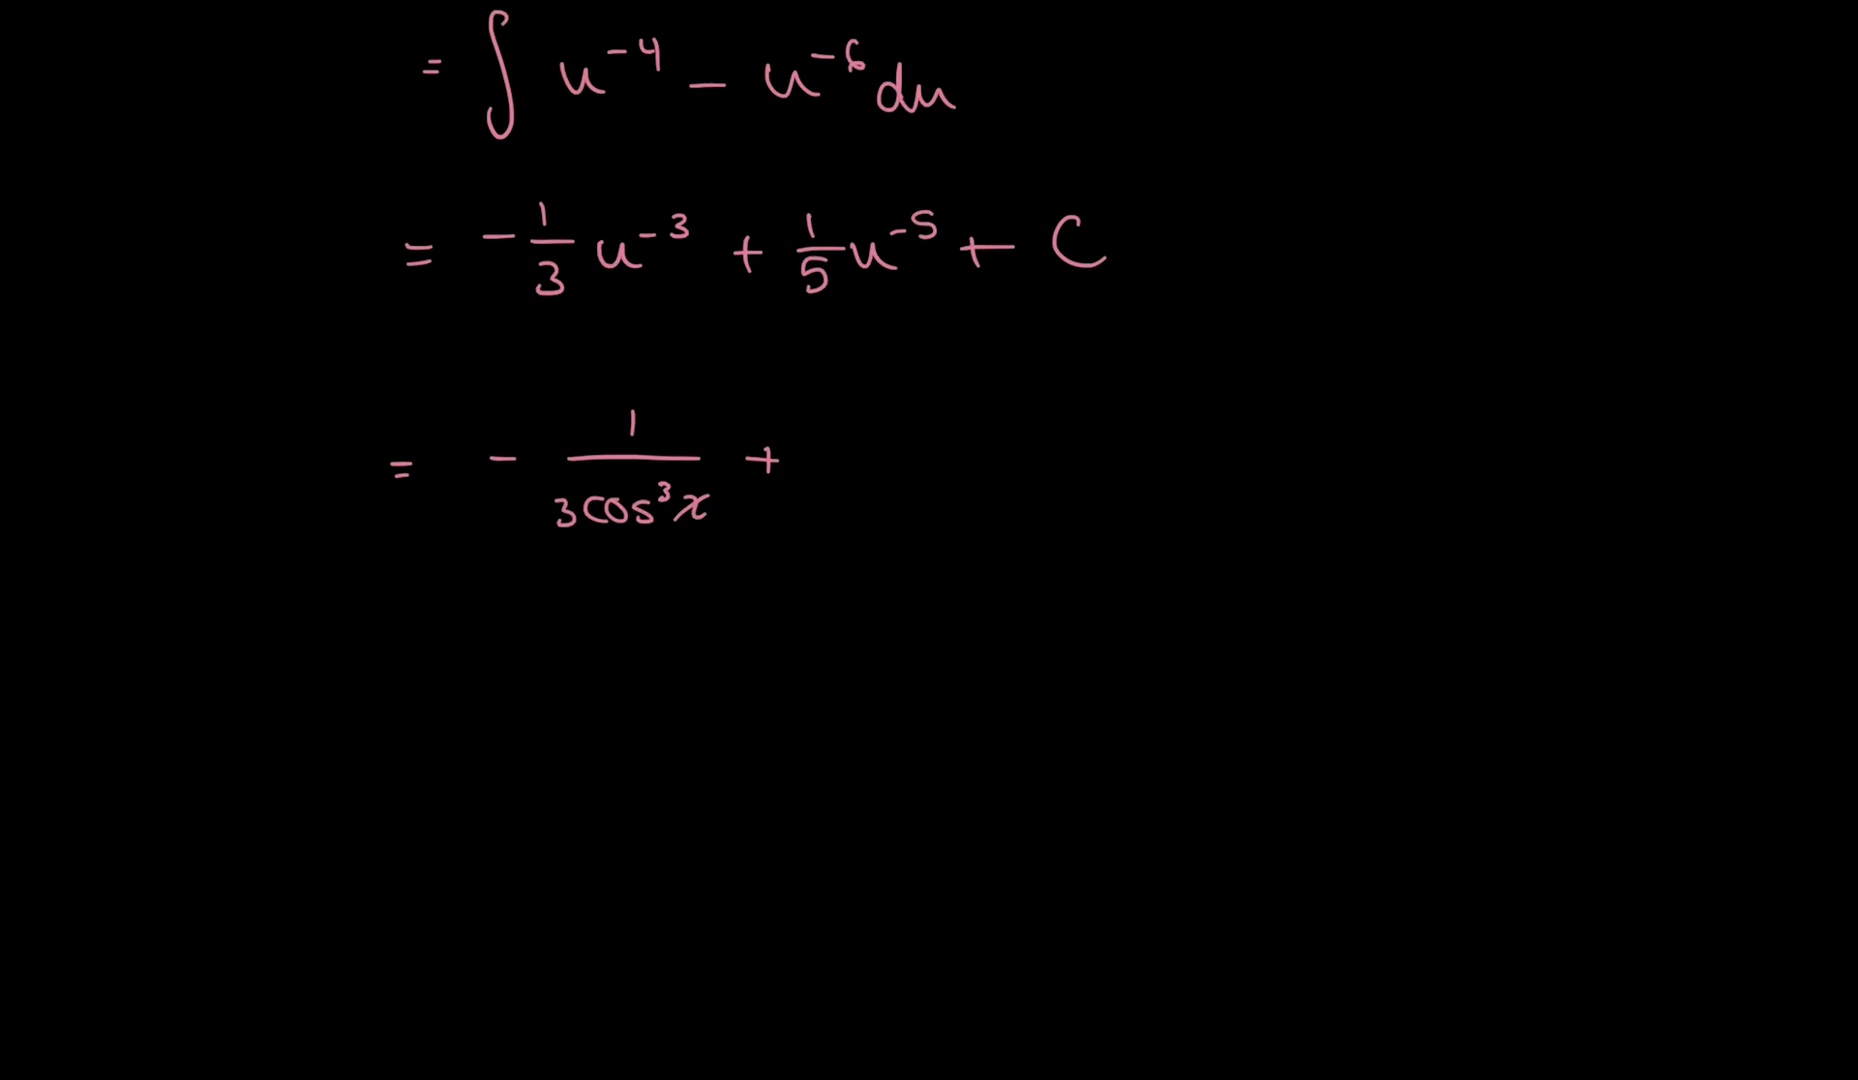 = ∫ u⁻⁴ − u⁻⁶ du
= −1/3 u⁻³ + 1/5 u⁻⁵ + C
= − 1/(3cos³x) +